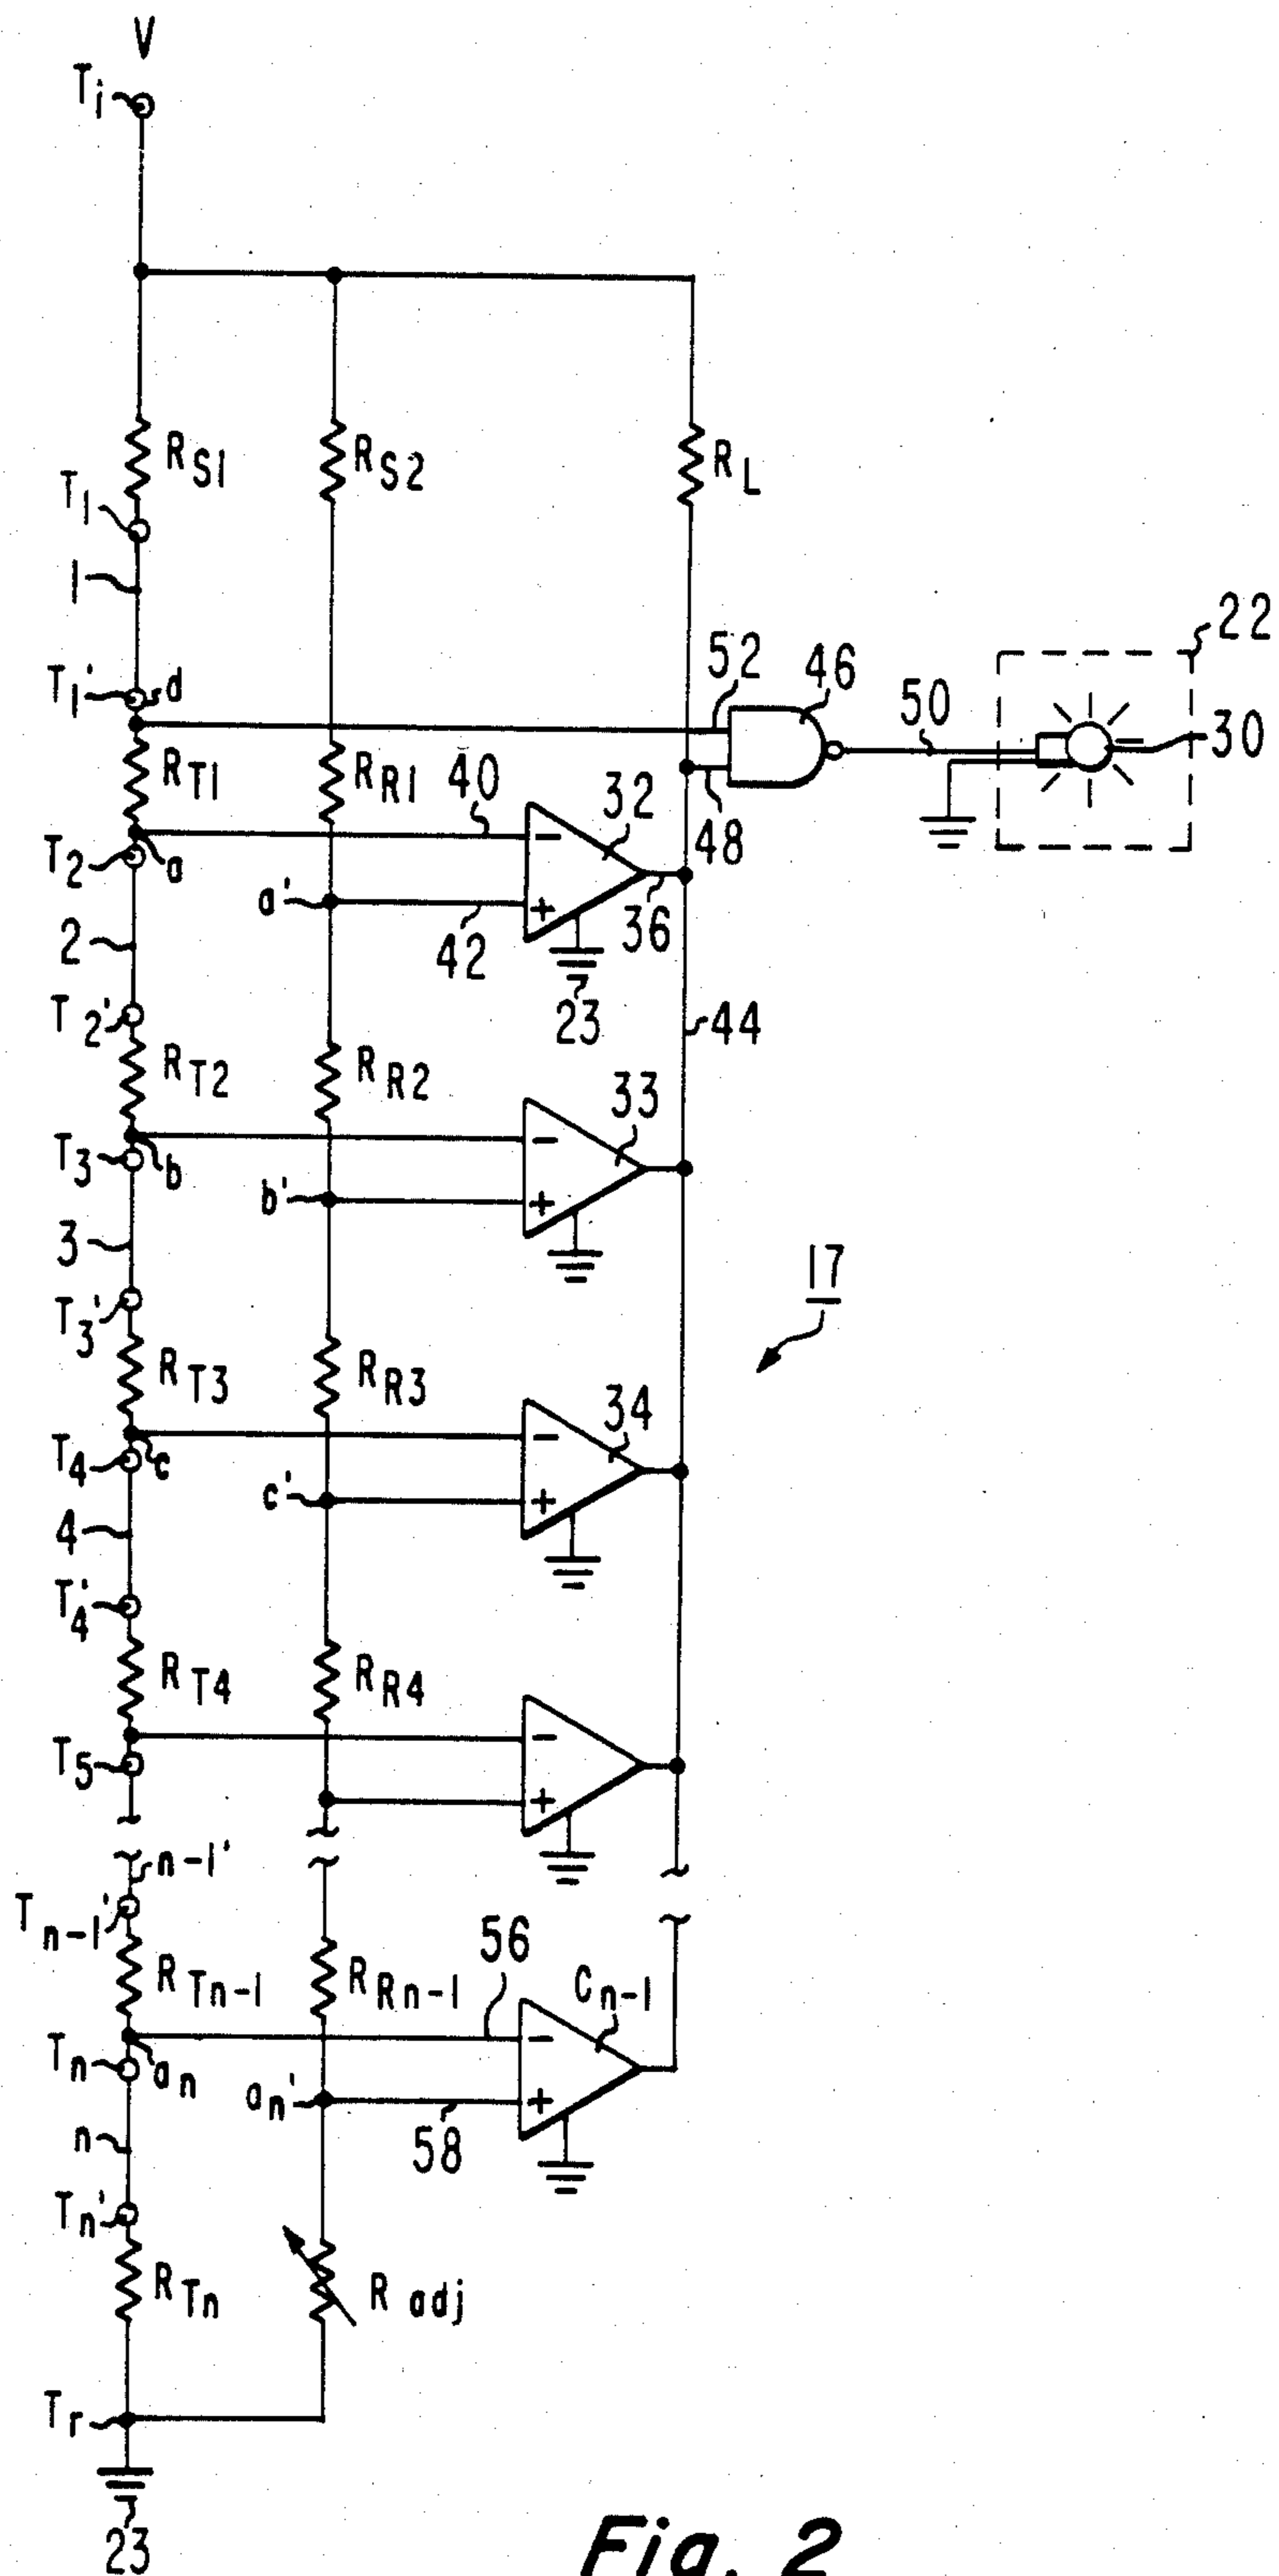 V
Ti
RS1
RS2
RL
T1
1
22
T1' d
52
46
50
30
RT1
RR1
40
32
48
T2 a
a'
36
2
42
23
44
T2'
RT2
RR2
33
T3 b
b'
3
17
T3'
RT3
RR3
34
T4 c
c'
4
T4'
RT4
RR4
T5
n-1'
Tn-1'
56
RTn-1
RRn-1
Cn-1
Tn an
an'
58
n
Tn'
RTn
R adj
Tr
23
Fig. 2